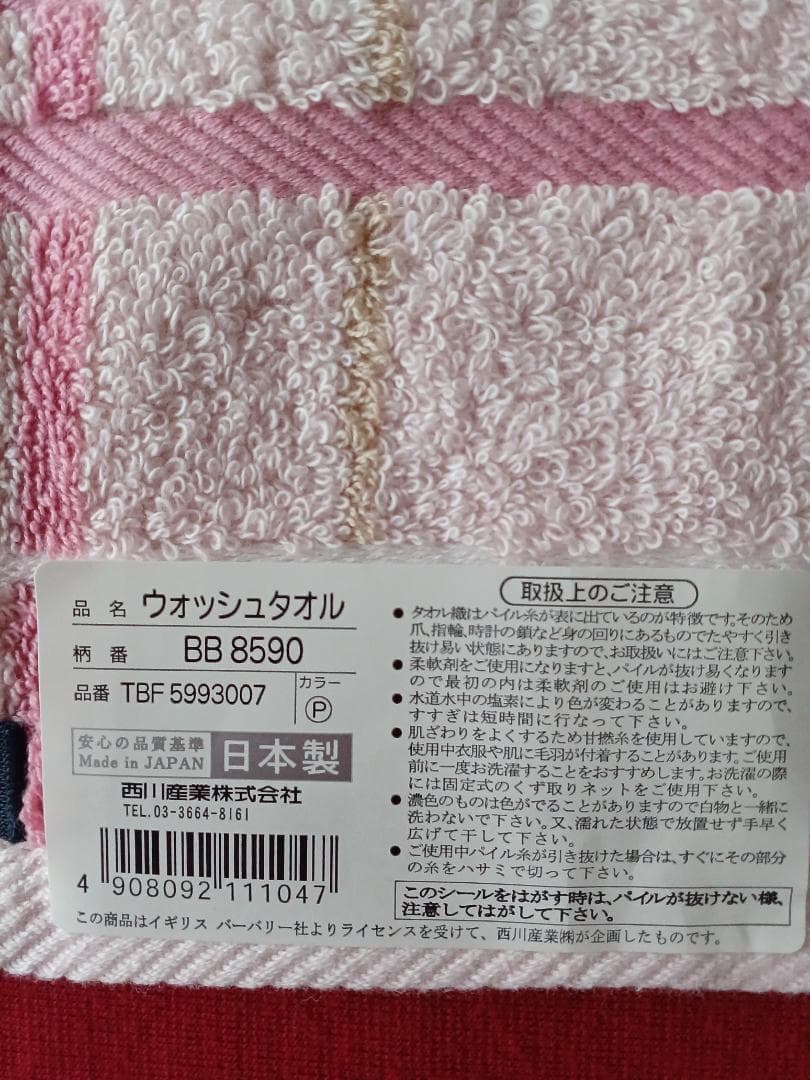 品 名 ウォッシュタオル
柄 番 BB 8590
品番 TBF 5993007
カラー
Ⓟ
安心の品質基準
Made in JAPAN
日本製
西川産業株式会社
TEL.03-3664-8161
4 908092 111047
取扱上のご注意
● タオル織はパイル糸が表に出ているのが特徴です。そのため
爪、指輪、時計の鎖など身の回りにあるものでたやすく引き
抜け易い状態にありますので、お取扱いにはご注意下さい。
● 柔軟剤をご使用になりますと、パイルが抜け易くなります
ので最初の内は柔軟剤のご使用はお避け下さい。
● 水道水中の塩素により色が変わることがありますので、
すすぎは短時間に行なって下さい。
● 肌ざわりをよくするため甘撚糸を使用していますので、
使用中衣服や肌に毛羽が付着することがあります。ご使用
前に一度お洗濯することをおすすめします。お洗濯の際
には固定式のくず取りネットをご使用下さい。
● 濃色のものは色がでることがありますので白物と一緒に
洗わないで下さい。又、濡れた状態で放置せず手早く
広げて干して下さい。
● ご使用中パイル糸が引き抜けた場合は、すぐにその部分
の糸をハサミで切って下さい。
このシールをはがす時は、パイルが抜けない様、
注意してはがして下さい。
この商品はイギリス バーバリー社よりライセンスを受けて、西川産業㈱が企画したものです。